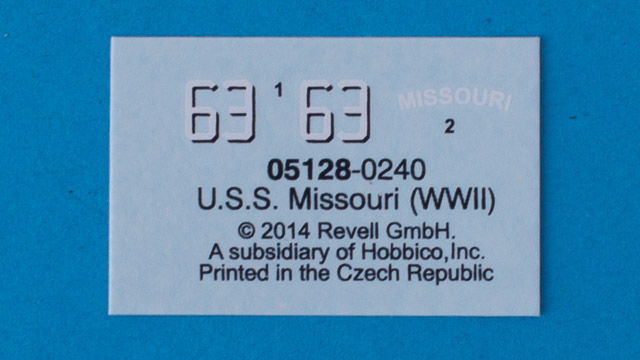 63 1 63 MISSOURI
2
05128-0240
U.S.S. Missouri (WWII)
© 2014 Revell GmbH.
A subsidiary of Hobbico,Inc.
Printed in the Czech Republic